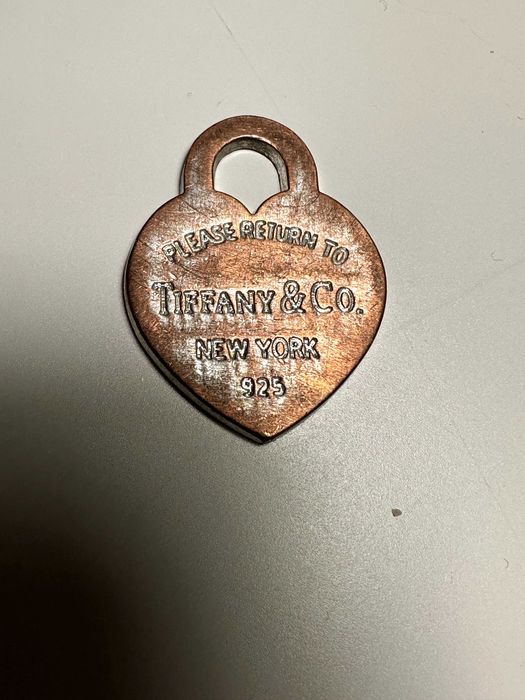 PLEASE RETURN TO
TIFFANY & CO.
NEW YORK
925